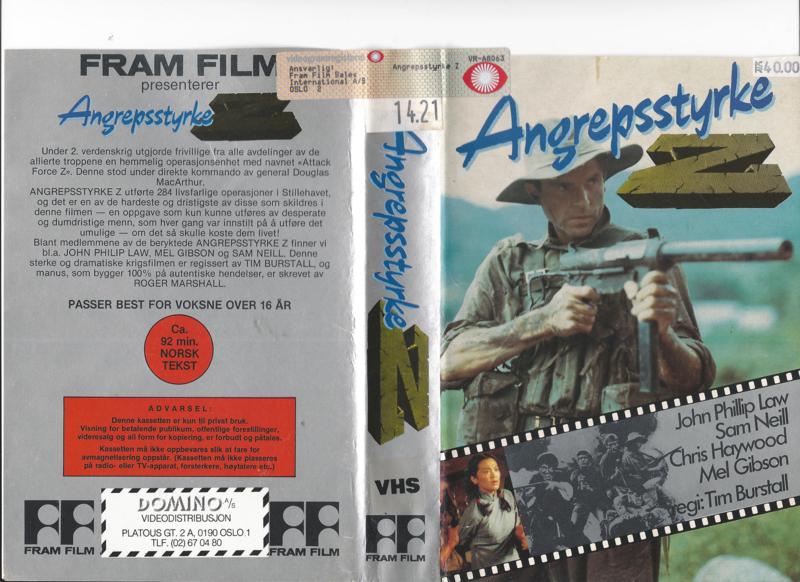 FRAM FILM
presenterer
Angrepsstyrke
Z
Under 2. verdenskrig utgjorde frivillige fra alle avdelinger av de
allierte troppene en hemmelig operasjonsenhet med navnet «Attack
Force Z». Denne stod under direkte kommando av general Douglas
MacArthur.
ANGREPSSTYRKE Z utførte 284 livsfarlige operasjoner i Stillehavet,
og det er en av de hardeste og dristigste av disse som skildres i
denne filmen — en oppgave som kun kunne utføres av desperate
og dumdristige menn, som hver gang var innstilt på å utføre det
umulige — om det så skulle koste dem livet!
Blant medlemmene av de beryktede ANGREPSSTYRKE Z finner vi
bl.a. JOHN PHILIP LAW, MEL GIBSON og SAM NEILL. Denne
sterke og dramatiske krigsfilmen er regissert av TIM BURSTALL, og
manus, som bygger 100% på autentiske hendelser, er skrevet av
ROGER MARSHALL.
PASSER BEST FOR VOKSNE OVER 16 ÅR
Ca.
92 min.
NORSK
TEKST
ADVARSEL:
Denne kassetten er kun til privat bruk.
Visning for betalende publikum, offentlige forestillinger,
videresalg og all form for kopiering, er forbudt og påtales.
Kassetten må ikke oppbevares slik at fare for
avmagnetisering oppstår. (Kassetten må ikke plasseres
på radio- eller TV-apparat, forsterkere, høytalere etc.)
FRAM FILM
DOMINO A/S
VIDEODISTRIBUSJON
PLATOUS GT. 2 A, 0190 OSLO 1
TLF. (02) 67 04 80
FRAM FILM
Ansvarlig:
Fram Film Sales
International A/S
OSLO 2
Angrepsstyrke Z
VR-A8063
14.21
Angrepsstyrke
Z
VHS
FRAM FILM
40.00
Angrepsstyrke
Z
John Phillip Law
Sam Neill
Chris Haywood
Mel Gibson
regi: Tim Burstall